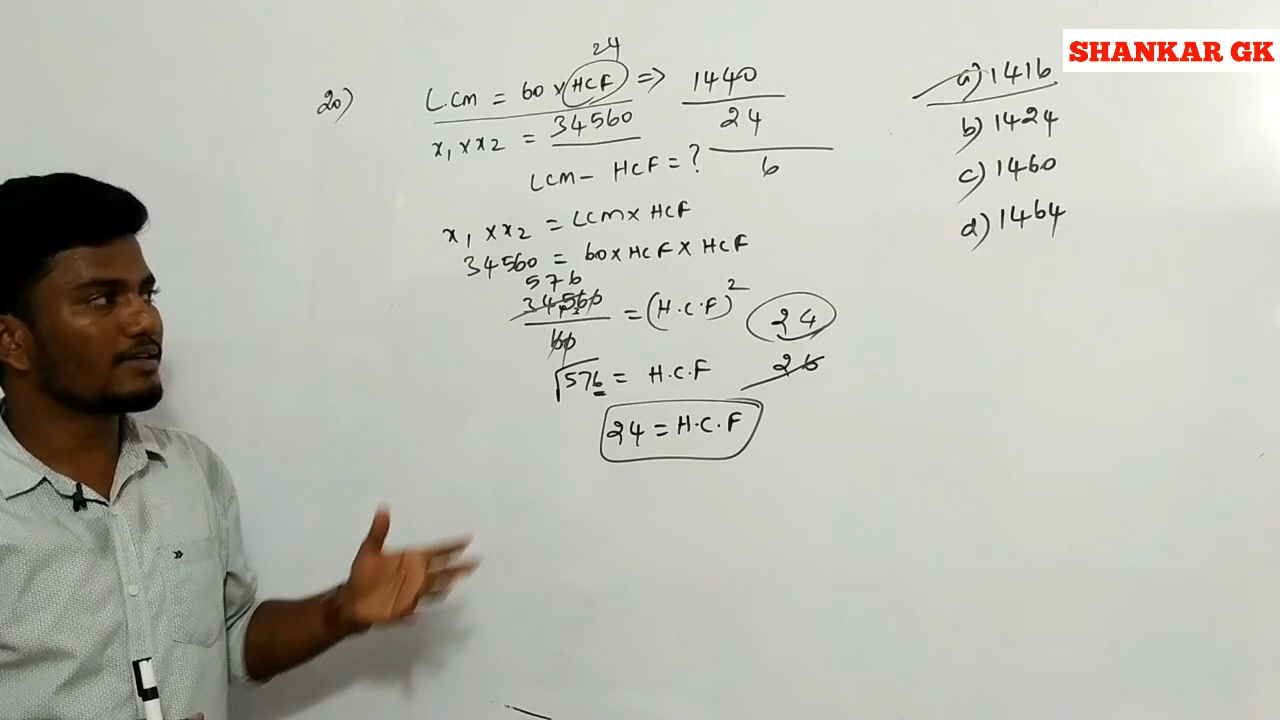 SHANKAR GK
24
20) L.CM = 60 x HCF => 1440
x₁ x x₂ = 34560 24
LCM - HCF = ? 6
x₁ x x₂ = LCM x HCF
34560 = 60 x HCF x HCF
576
34560 = (H.C.F)²
60
24
26
√576 = H.C.F
24 = H.C.F
a) 1416
b) 1424
c) 1460
d) 1464